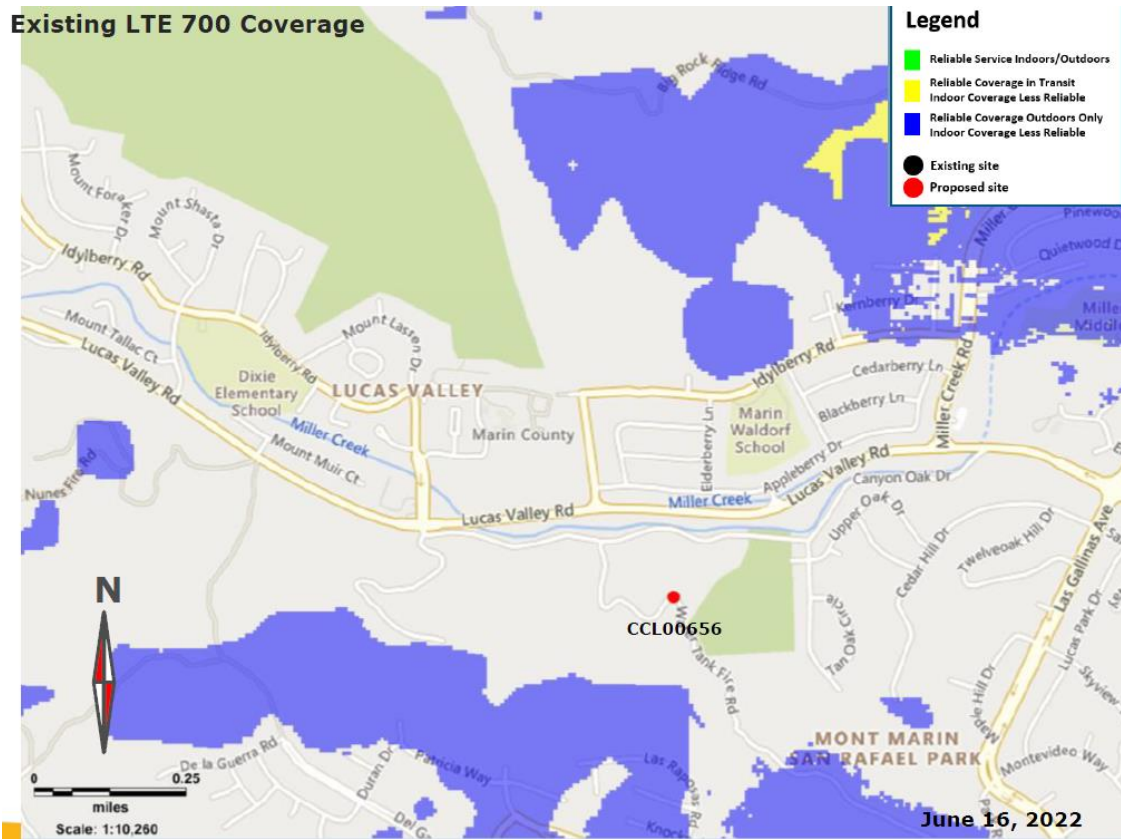 Existing LTE 700 Coverage
Legend
Reliable Service Indoors/Outdoors
Reliable Coverage in Transit
Indoor Coverage Less Reliable
Reliable Coverage Outdoors Only
Indoor Coverage Less Reliable
Existing site
Proposed site
Big Rock Ridge Rd
Mount Foraker Dr
Mount Shasta Dr
Idylberry Rd
Miller C
Pinewoo
Quietwood D
Kernberry Dr
Mille
Middle
Mount Tallac Ct
Lucas Valley Rd
Mount Lassen Dr
Idylberry Rd
Idylberry Rd
Cedarberry Ln
Miller Creek Rd
Dixie
Elementary
School
LUCAS VALLEY
Marin
Waldorf
School
Blackberry Ln
Miller Creek
Marin County
Elderberry Ln
Appleberry Dr
Lucas Valley Rd
Mount Muir Ct
Nunes Fire Rd
Canyon Oak Dr
Miller Creek
Lucas Valley Rd
Upper Oak Dr
Cedar Hill Dr
Twelveoak Hill Dr
Las Gallinas Ave
N
CCL00656
Water Tank Fire Rd
Tan Oak Circle
Lucas Park Dr
Skyview
Maple Hill Dr
MONT MARIN
SAN RAFAEL PARK
Montevideo Way
De la Guerra Rd
Duran Dr
Patricia Way
Las Raposas Rd
Del G
Knock
0 0.25
miles
Scale: 1:10,260
June 16, 2022